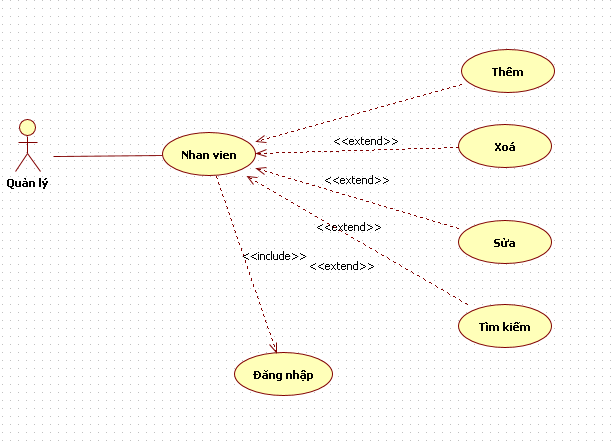 Thêm
<<extend>>
Xoá
Nhan vien
<<extend>>
Quản lý
<<extend>>
Sửa
<<include>>
<<extend>>
Tìm kiếm
Đăng nhập